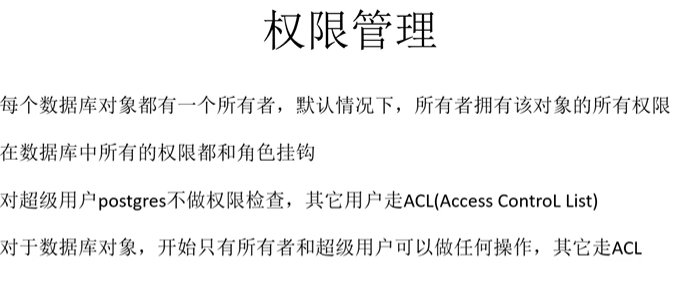 权限管理
每个数据库对象都有一个所有者，默认情况下，所有者拥有该对象的所有权限
在数据库中所有的权限都和角色挂钩
对超级用户postgres不做权限检查，其它用户走ACL(Access ControL List)
对于数据库对象，开始只有所有者和超级用户可以做任何操作，其它走ACL